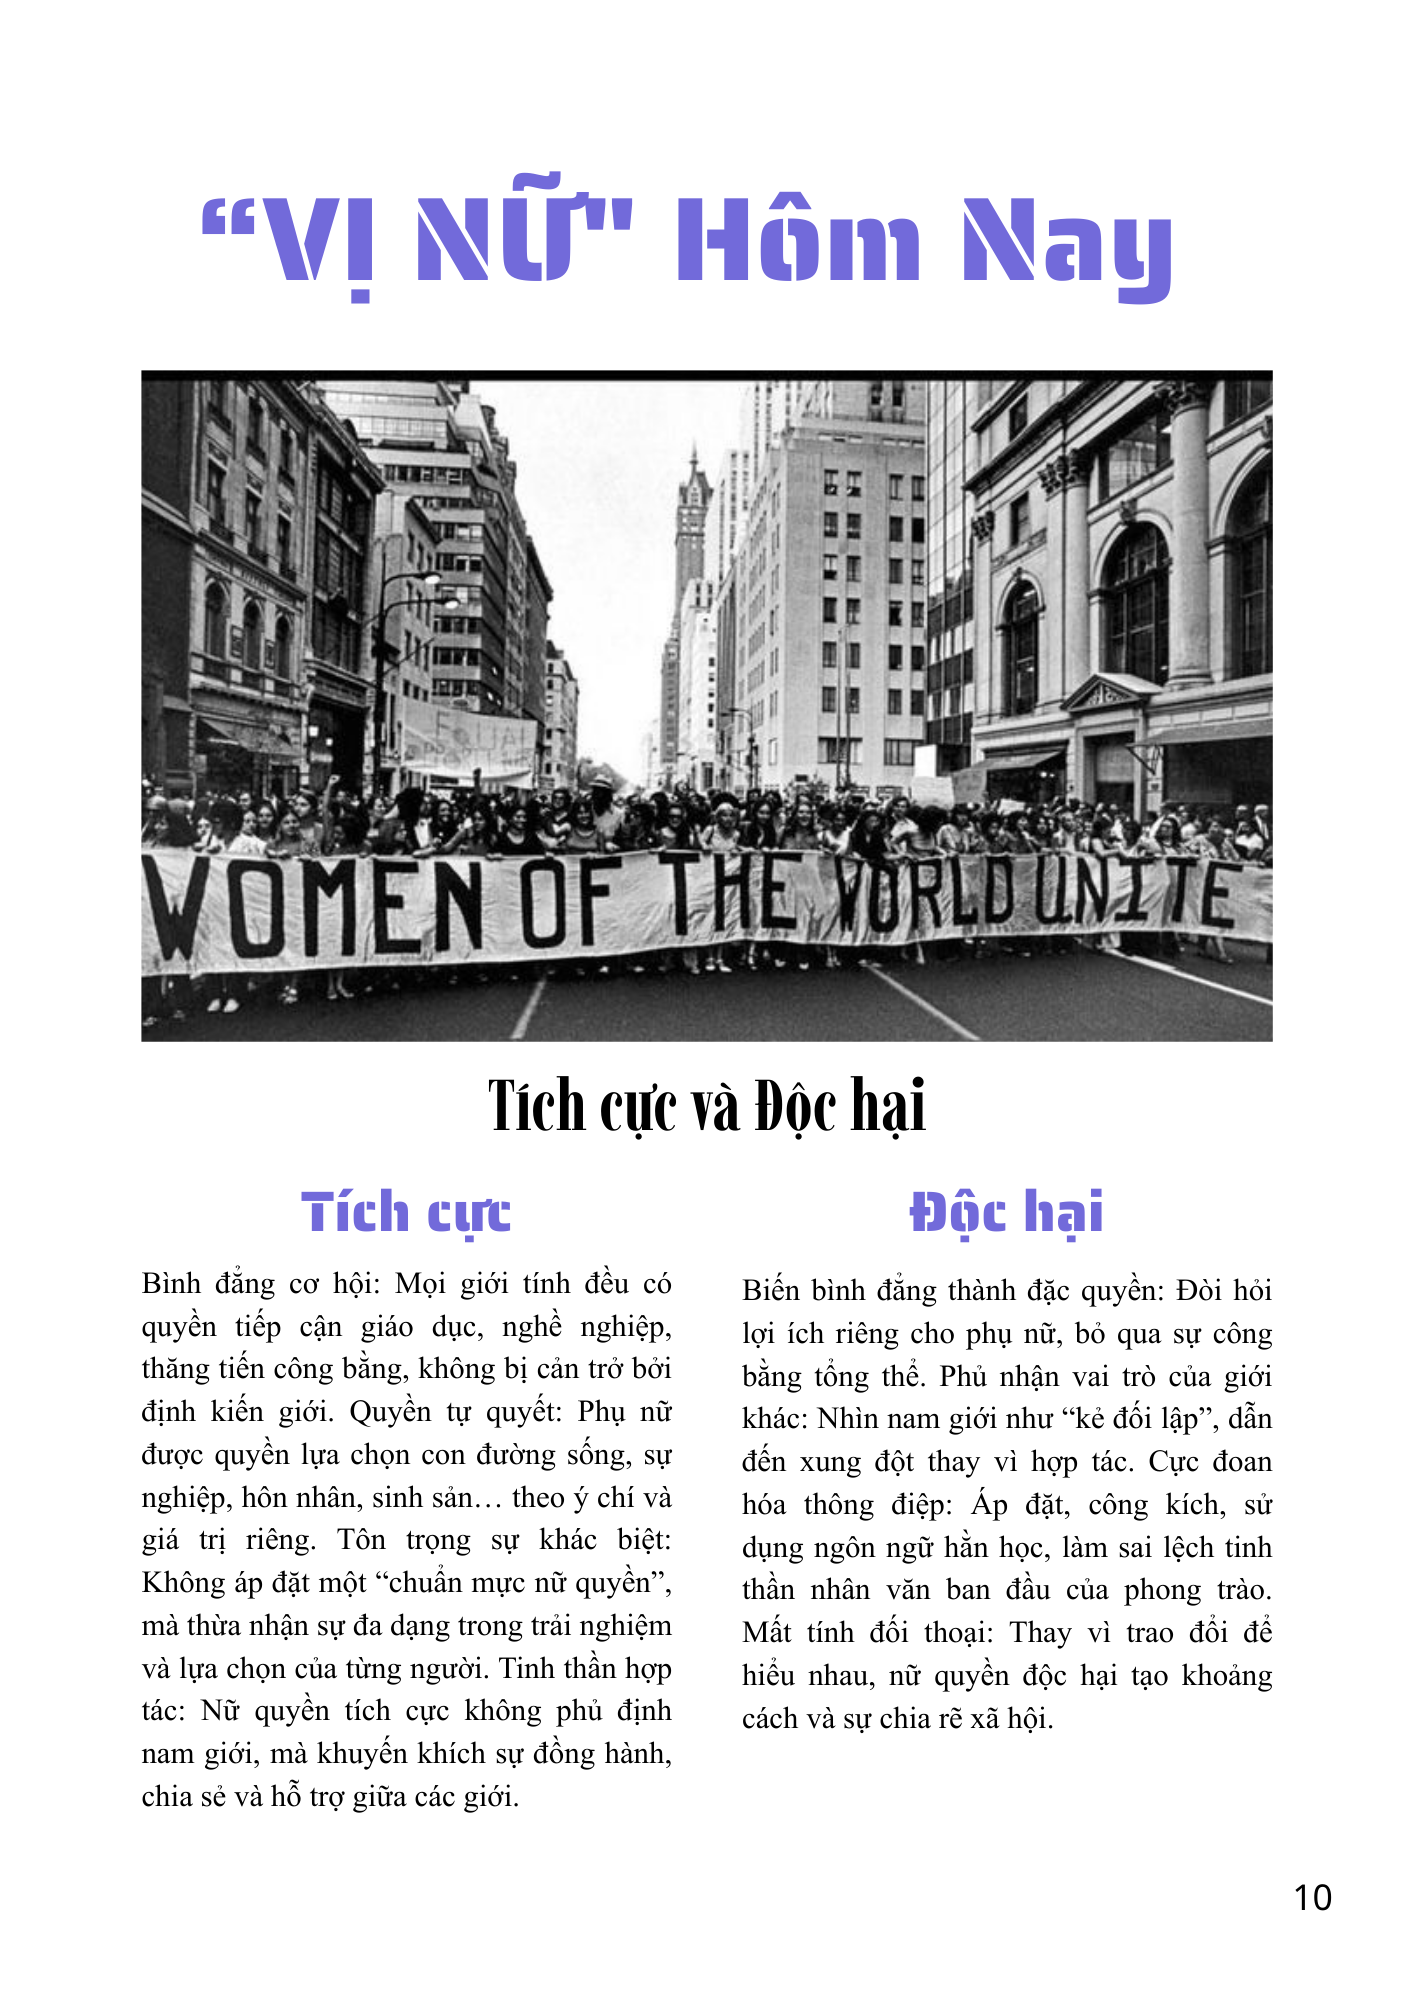 “VỊ NỮ" Hôm Nay
WOMEN OF THE WORLD UNITE
Tích cực và Độc hại
Tích cực
Bình đẳng cơ hội: Mọi giới tính đều có
quyền tiếp cận giáo dục, nghề nghiệp,
thăng tiến công bằng, không bị cản trở bởi
định kiến giới. Quyền tự quyết: Phụ nữ
được quyền lựa chọn con đường sống, sự
nghiệp, hôn nhân, sinh sản… theo ý chí và
giá trị riêng. Tôn trọng sự khác biệt:
Không áp đặt một “chuẩn mực nữ quyền”,
mà thừa nhận sự đa dạng trong trải nghiệm
và lựa chọn của từng người. Tinh thần hợp
tác: Nữ quyền tích cực không phủ định
nam giới, mà khuyến khích sự đồng hành,
chia sẻ và hỗ trợ giữa các giới.
Độc hại
Biến bình đẳng thành đặc quyền: Đòi hỏi
lợi ích riêng cho phụ nữ, bỏ qua sự công
bằng tổng thể. Phủ nhận vai trò của giới
khác: Nhìn nam giới như “kẻ đối lập”, dẫn
đến xung đột thay vì hợp tác. Cực đoan
hóa thông điệp: Áp đặt, công kích, sử
dụng ngôn ngữ hằn học, làm sai lệch tinh
thần nhân văn ban đầu của phong trào.
Mất tính đối thoại: Thay vì trao đổi để
hiểu nhau, nữ quyền độc hại tạo khoảng
cách và sự chia rẽ xã hội.
10